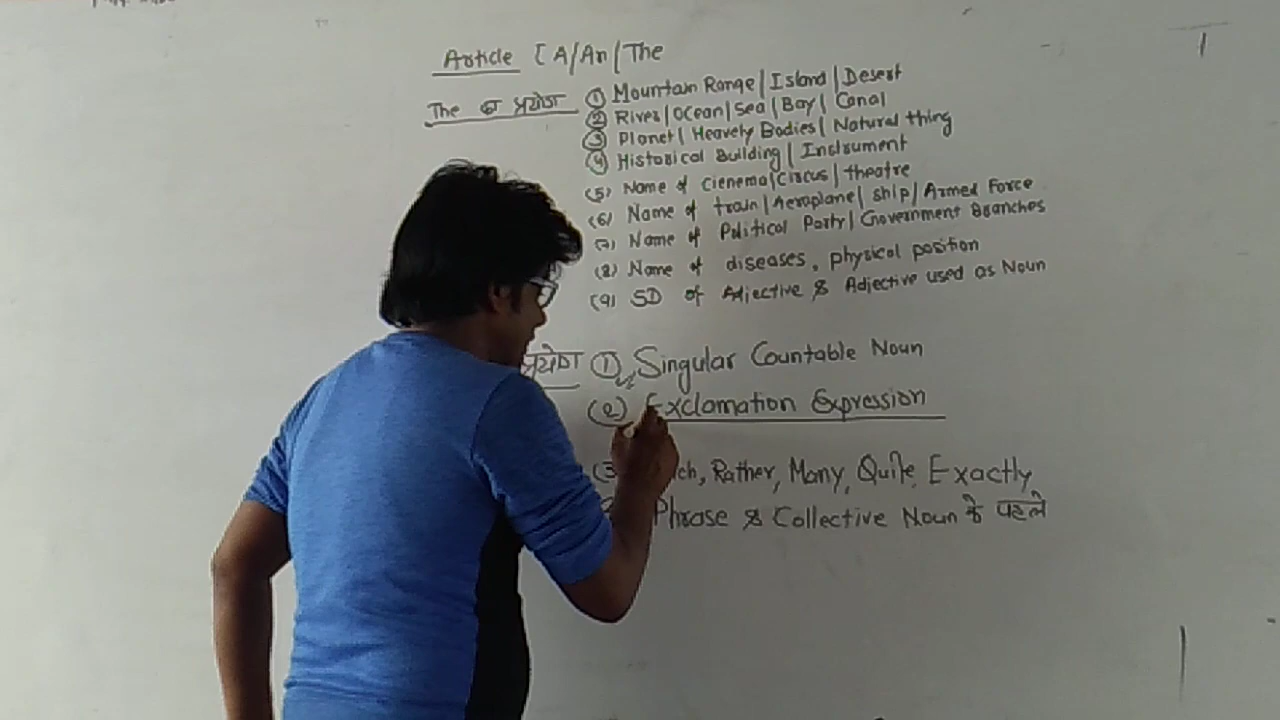 Article [ A/An/The
The का प्रयोग ① Mountain Range/Island/Desert
② River/Ocean/Sea/Bay/Canal
③ Planet/Heavely Bodies/Natural thing
④ Historical Building/Instrument
(5) Name of cienema/Circus/theatre
(6) Name of train/Aeroplane/ship/Armed Force
(7) Name of Political Party/Government Branches
(8) Name of diseases, physical position
(9) SD of Adjective & Adjective used as Noun
प्रयोग ① Singular Countable Noun
(2) Exclamation Expression
(3 ch, Rather, Many, Quite, Exactly
Phrase & Collective Noun के पहले